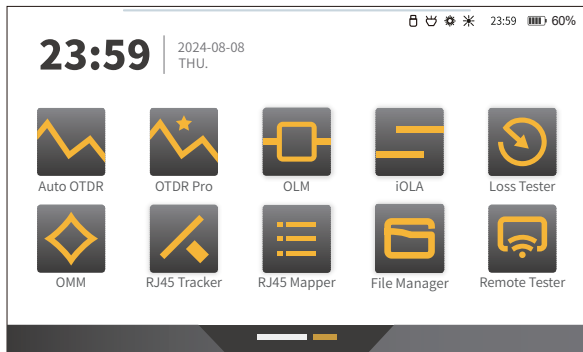 23:59 60%
23:59
2024-08-08
THU.
Auto OTDR OTDR Pro OLM iOLA Loss Tester
OMM RJ45 Tracker RJ45 Mapper File Manager Remote Tester